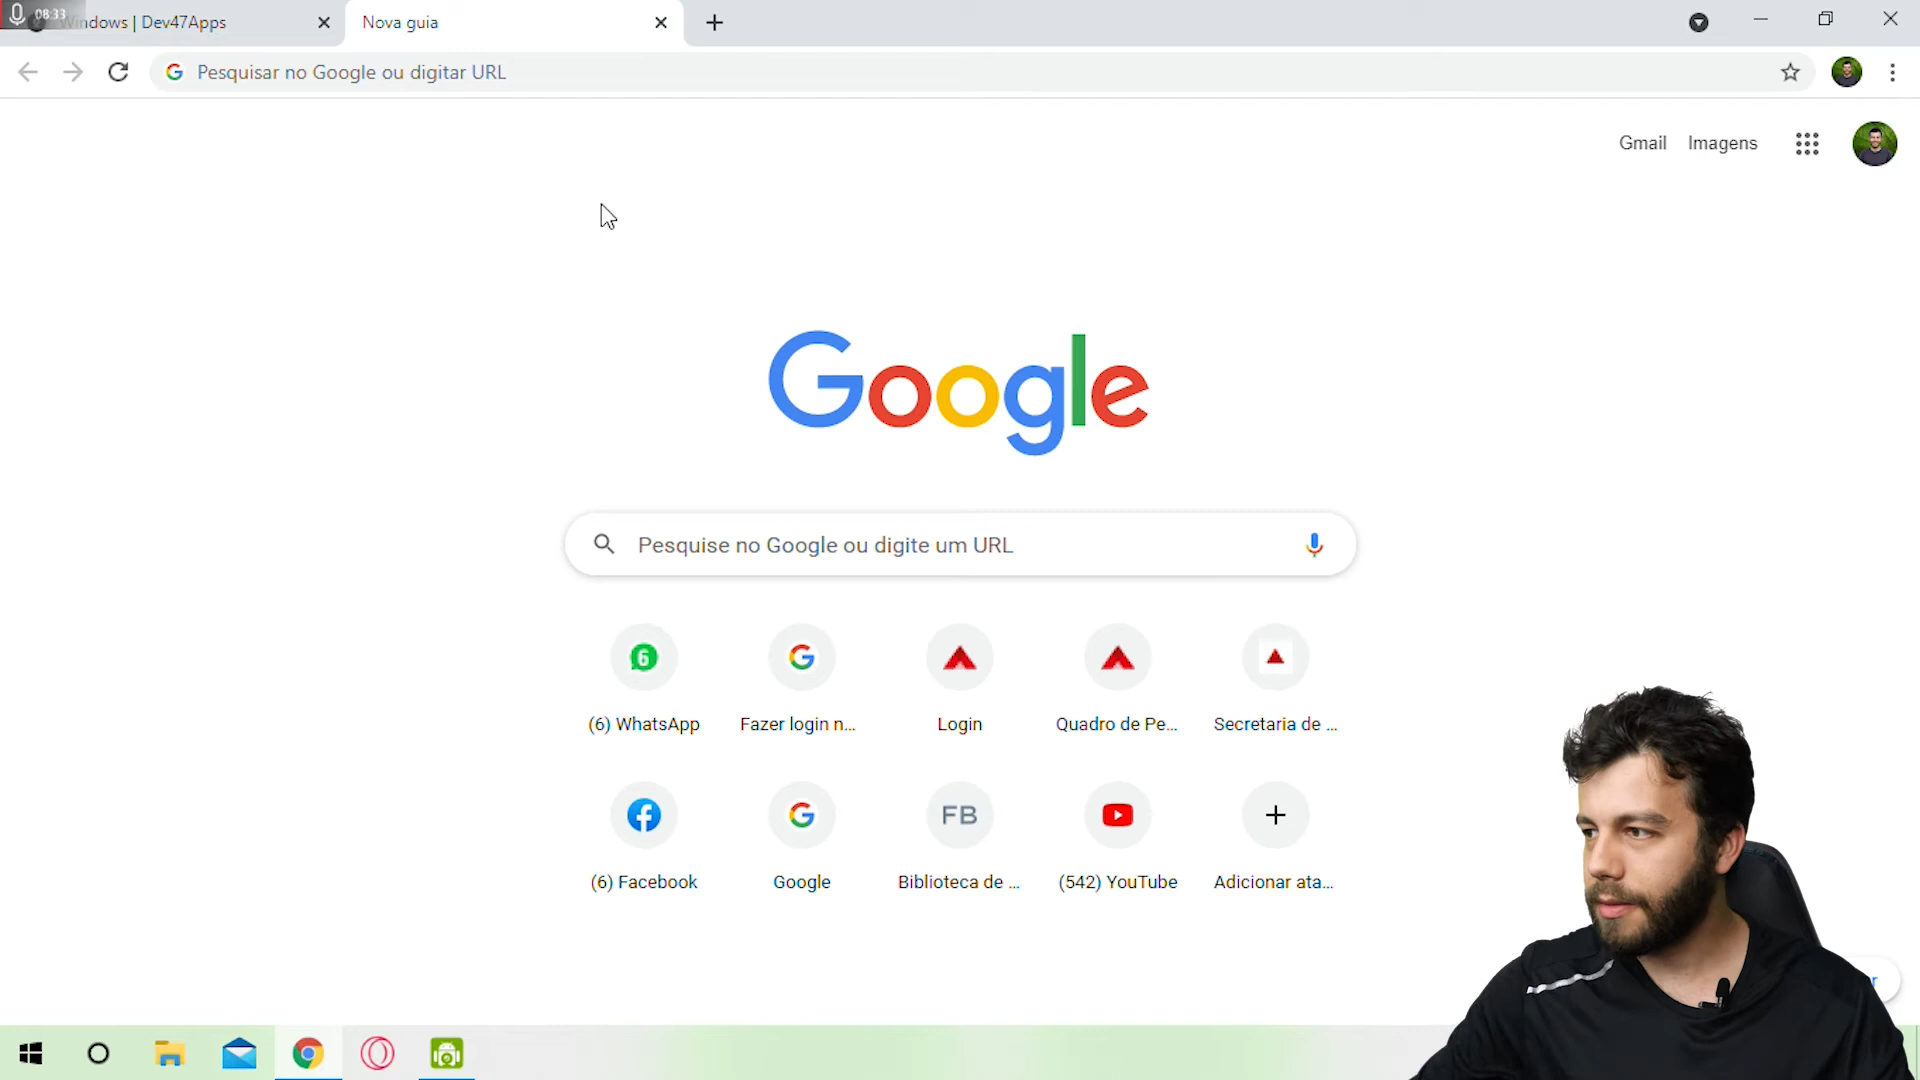 08:33
Windows | Dev47Apps
Nova guia
Pesquisar no Google ou digitar URL
Gmail
Imagens
Google
Pesquise no Google ou digite um URL
6
(6) WhatsApp
Fazer login n...
Login
Quadro de Pe...
Secretaria de ...
FB
(6) Facebook
Google
Biblioteca de ...
(542) YouTube
Adicionar ata...